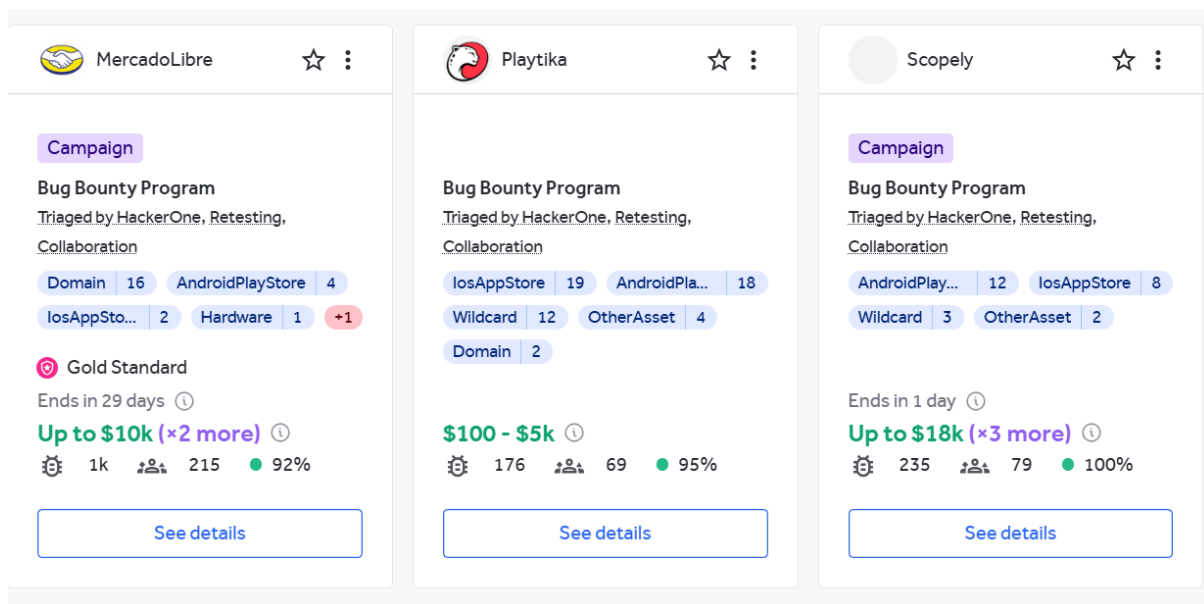 MercadoLibre
Campaign
Bug Bounty Program
Triaged by HackerOne, Retesting,
Collaboration
Domain 16 AndroidPlayStore 4
IosAppSto... 2 Hardware 1 +1
Gold Standard
Ends in 29 days
Up to $10k (×2 more)
1k 215 92%
See details
Playtika
Bug Bounty Program
Triaged by HackerOne, Retesting,
Collaboration
IosAppStore 19 AndroidPla... 18
Wildcard 12 OtherAsset 4
Domain 2
$100 - $5k
176 69 95%
See details
Scopely
Campaign
Bug Bounty Program
Triaged by HackerOne, Retesting,
Collaboration
AndroidPlay... 12 IosAppStore 8
Wildcard 3 OtherAsset 2
Ends in 1 day
Up to $18k (×3 more)
235 79 100%
See details